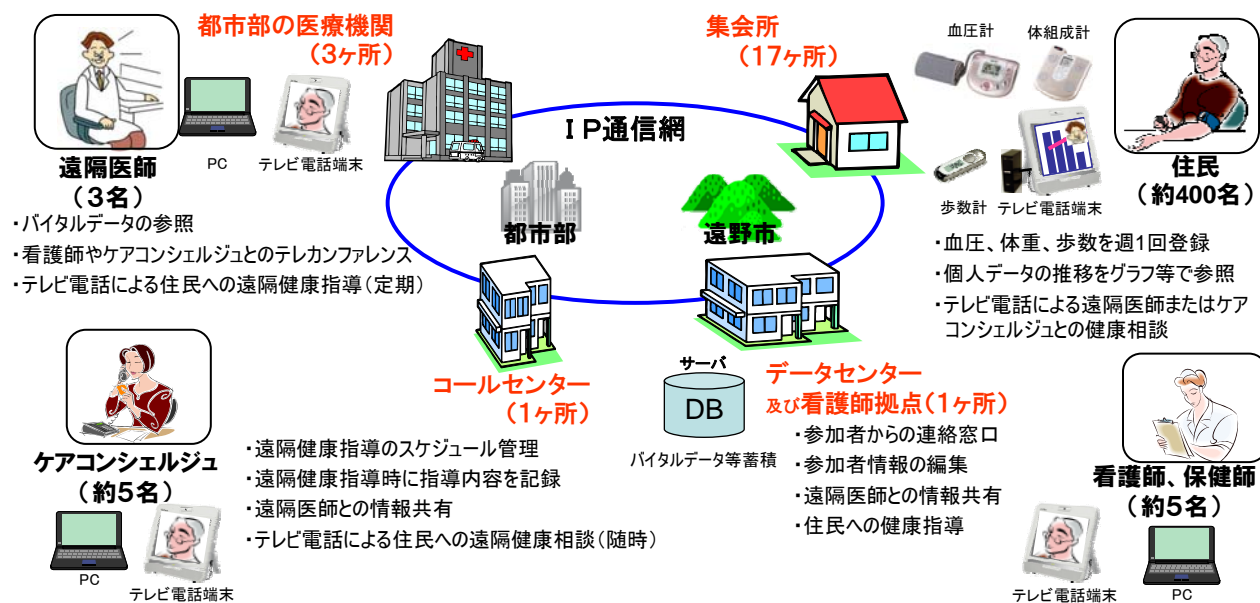 都市部の医療機関
（3ヶ所）
遠隔医師
（3名）
PC
テレビ電話端末
・バイタルデータの参照
・看護師やケアコンシェルジュとのテレカンファレンス
・テレビ電話による住民への遠隔健康指導（定期）
集会所
（17ヶ所）
血圧計
体組成計
歩数計
テレビ電話端末
住民
（約400名）
・血圧、体重、歩数を週1回登録
・個人データの推移をグラフ等で参照
・テレビ電話による遠隔医師またはケア
コンシェルジュとの健康相談
ＩＰ通信網
都市部
遠野市
コールセンター
（1ヶ所）
ケアコンシェルジュ
（約5名）
PC
テレビ電話端末
・遠隔健康指導のスケジュール管理
・遠隔健康指導時に指導内容を記録
・遠隔医師との情報共有
・テレビ電話による住民への遠隔健康相談（随時）
サーバ
DB
バイタルデータ等蓄積
データセンター
及び看護師拠点（1ヶ所）
・参加者からの連絡窓口
・参加者情報の編集
・遠隔医師との情報共有
・住民への健康指導
看護師、保健師
（約5名）
テレビ電話端末
PC